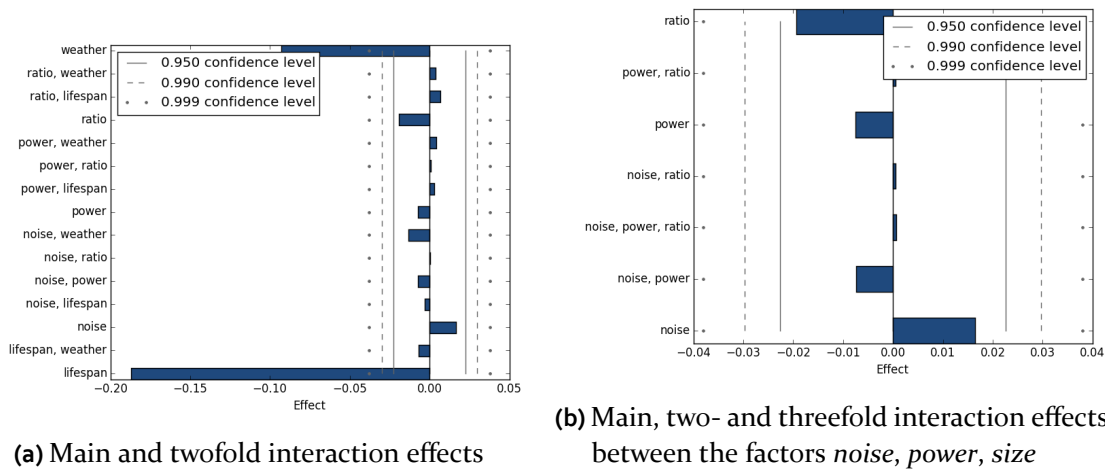 weather
ratio, weather
ratio, lifespan
ratio
power, weather
power, ratio
power, lifespan
power
noise, weather
noise, ratio
noise, power
noise, lifespan
noise
lifespan, weather
lifespan
0.950 confidence level
0.990 confidence level
0.999 confidence level
−0.20 −0.15 −0.10 −0.05 0.00 0.05
Effect
(a) Main and twofold interaction effects
ratio
power, ratio
power
noise, ratio
noise, power, ratio
noise, power
noise
0.950 confidence level
0.990 confidence level
0.999 confidence level
−0.04 −0.03 −0.02 −0.01 0.00 0.01 0.02 0.03 0.04
Effect
(b) Main, two- and threefold interaction effects
between the factors noise, power, size